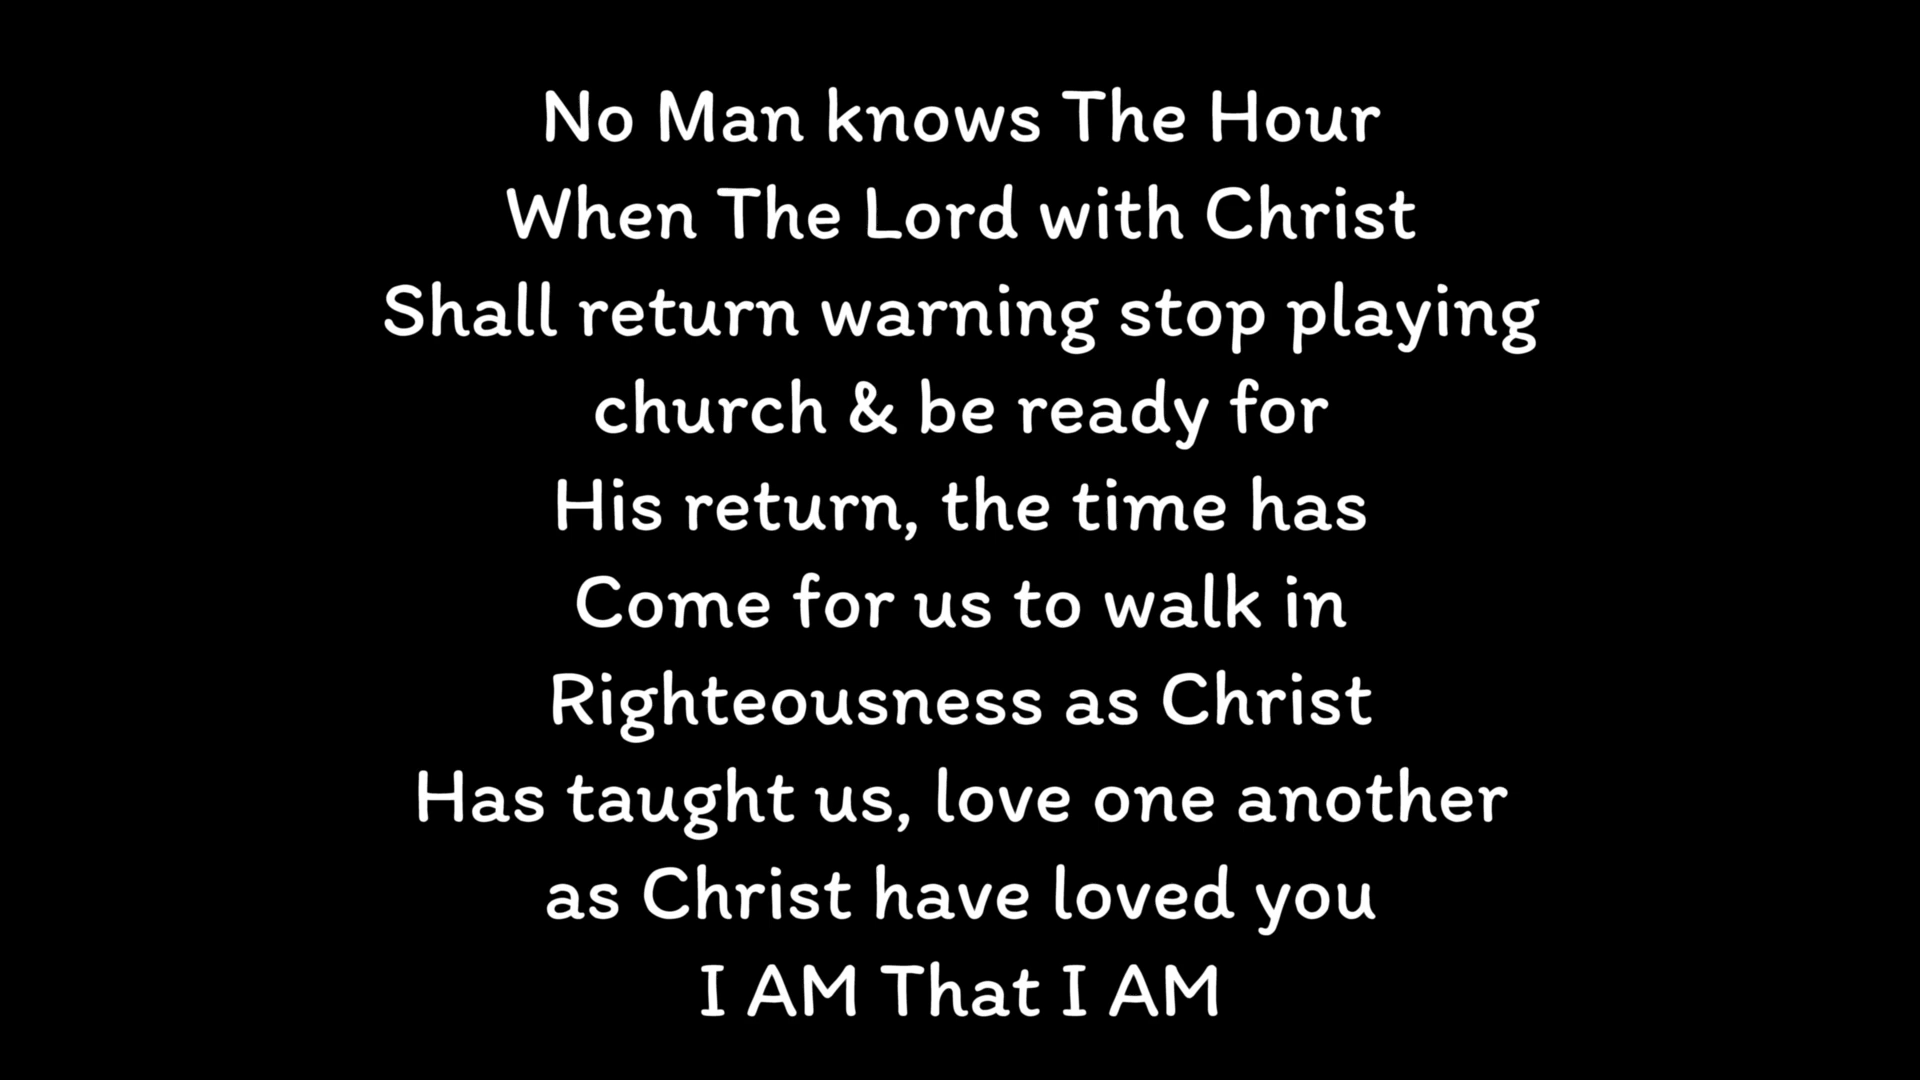 No Man knows The Hour
When The Lord with Christ
Shall return warning stop playing
church & be ready for
His return, the time has
Come for us to walk in
Righteousness as Christ
Has taught us, love one another
as Christ have loved you
I AM That I AM